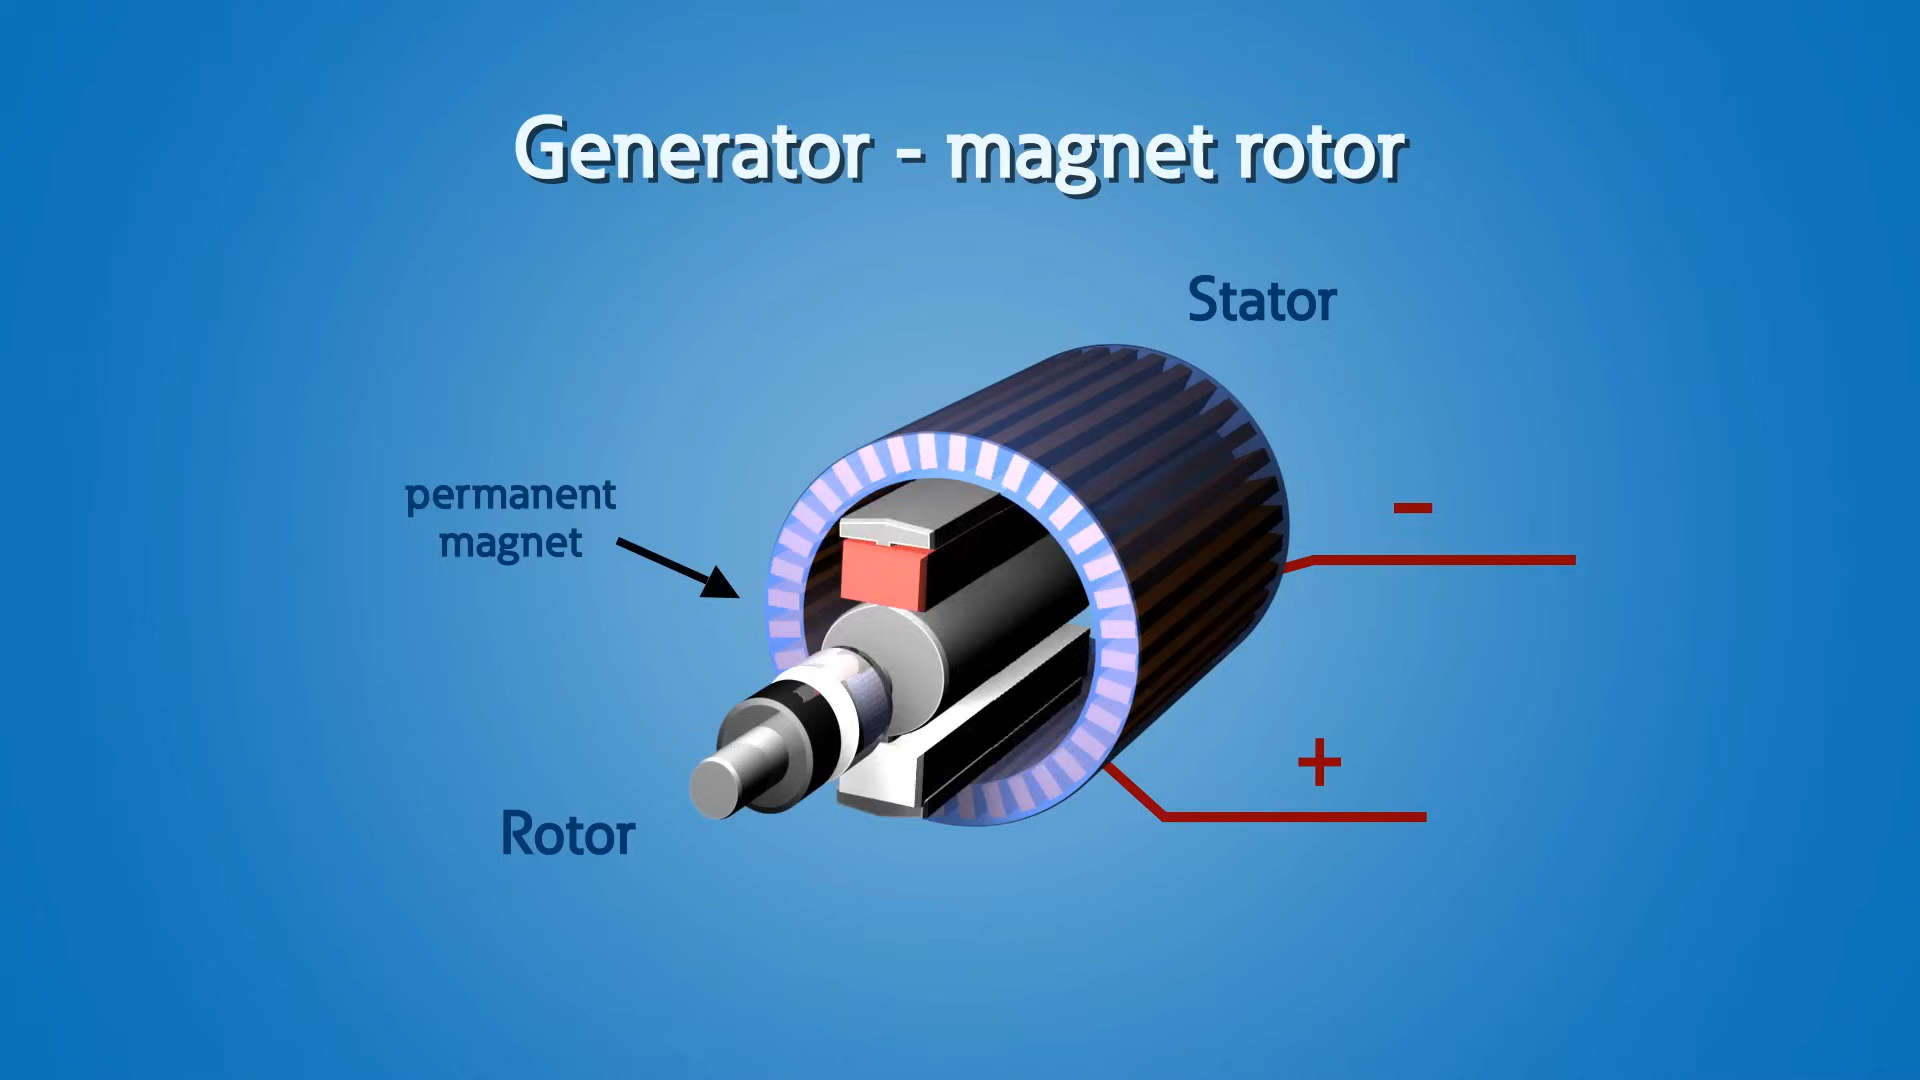 Generator - magnet rotor
Stator
permanent
magnet
−
+
Rotor